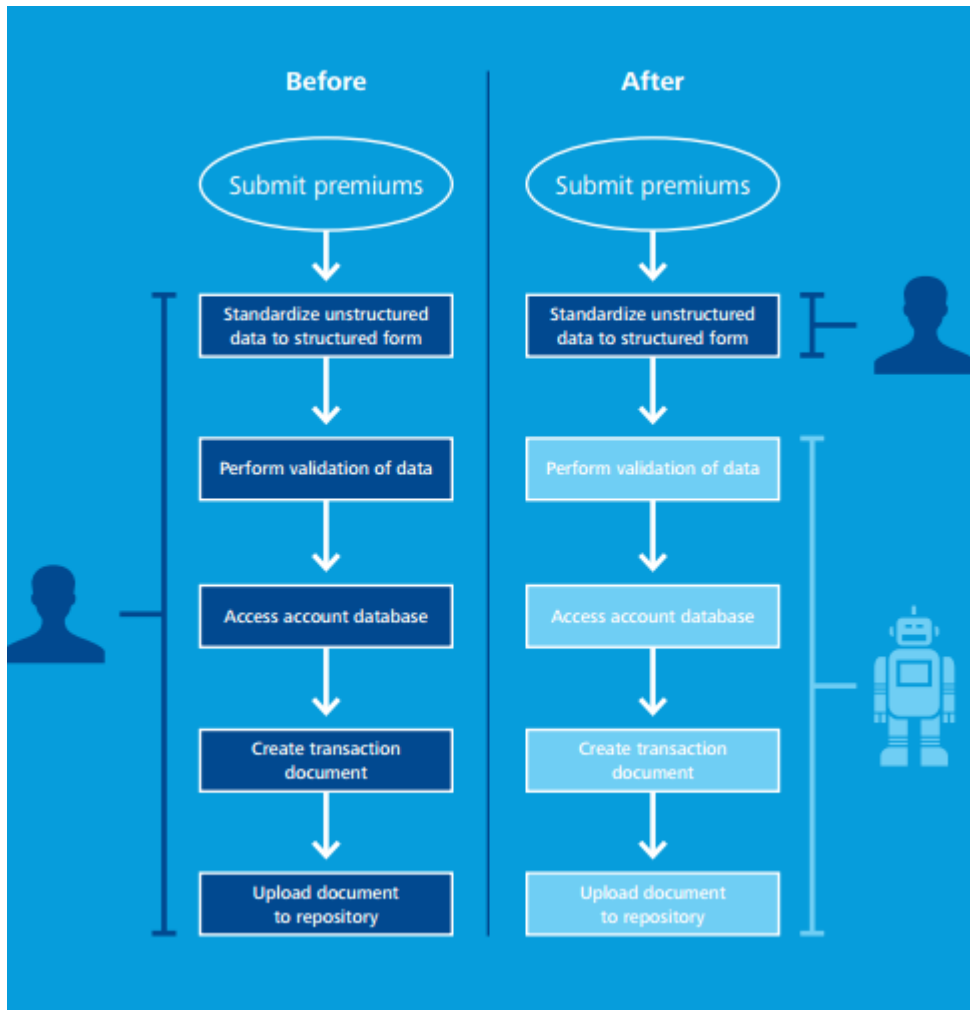 Before
Submit premiums
Standardize unstructured
data to structured form
Perform validation of data
Access account database
Create transaction
document
Upload document
to repository
After
Submit premiums
Standardize unstructured
data to structured form
Perform validation of data
Access account database
Create transaction
document
Upload document
to repository